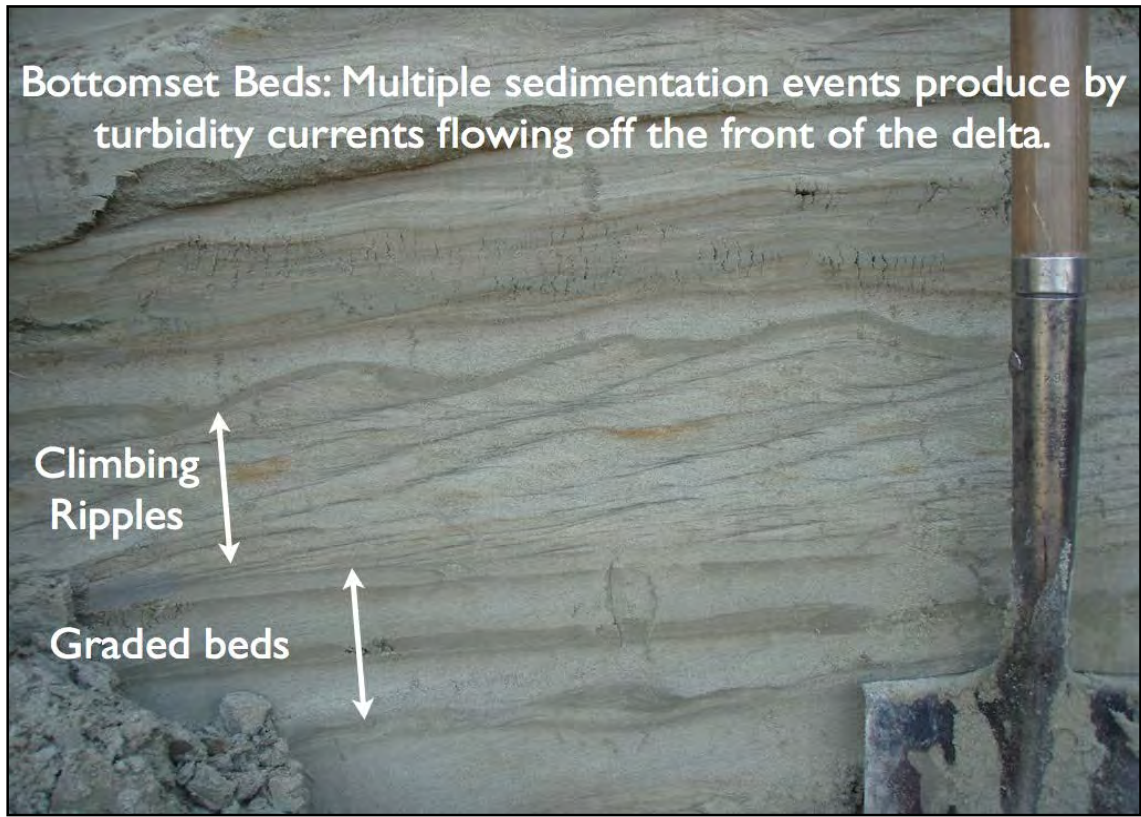 Bottomset Beds: Multiple sedimentation events produce by
turbidity currents flowing off the front of the delta.
Climbing
Ripples
Graded beds